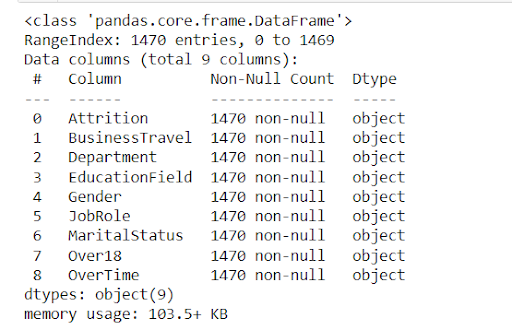 <class 'pandas.core.frame.DataFrame'>
RangeIndex: 1470 entries, 0 to 1469
Data columns (total 9 columns):
 #   Column          Non-Null Count  Dtype
---  ------          --------------  -----
 0   Attrition       1470 non-null   object
 1   BusinessTravel  1470 non-null   object
 2   Department      1470 non-null   object
 3   EducationField  1470 non-null   object
 4   Gender          1470 non-null   object
 5   JobRole         1470 non-null   object
 6   MaritalStatus   1470 non-null   object
 7   Over18          1470 non-null   object
 8   OverTime        1470 non-null   object
dtypes: object(9)
memory usage: 103.5+ KB